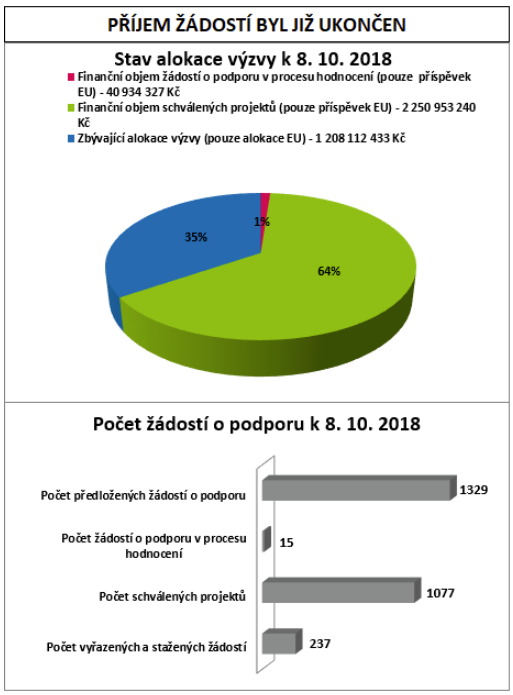 PŘÍJEM ŽÁDOSTÍ BYL JIŽ UKONČEN
Stav alokace výzvy k 8. 10. 2018
Finanční objem žádostí o podporu v procesu hodnocení (pouze příspěvek
EU) - 40 934 327 Kč
Finanční objem schválených projektů (pouze příspěvek EU) - 2 250 953 240
Kč
Zbývající alokace výzvy (pouze alokace EU) - 1 208 112 433 Kč
1%
35%
64%
Počet žádostí o podporu k 8. 10. 2018
Počet předložených žádostí o podporu
1329
Počet žádostí o podporu v procesu
hodnocení
15
Počet schválených projektů
1077
Počet vyřazených a stažených žádostí
237